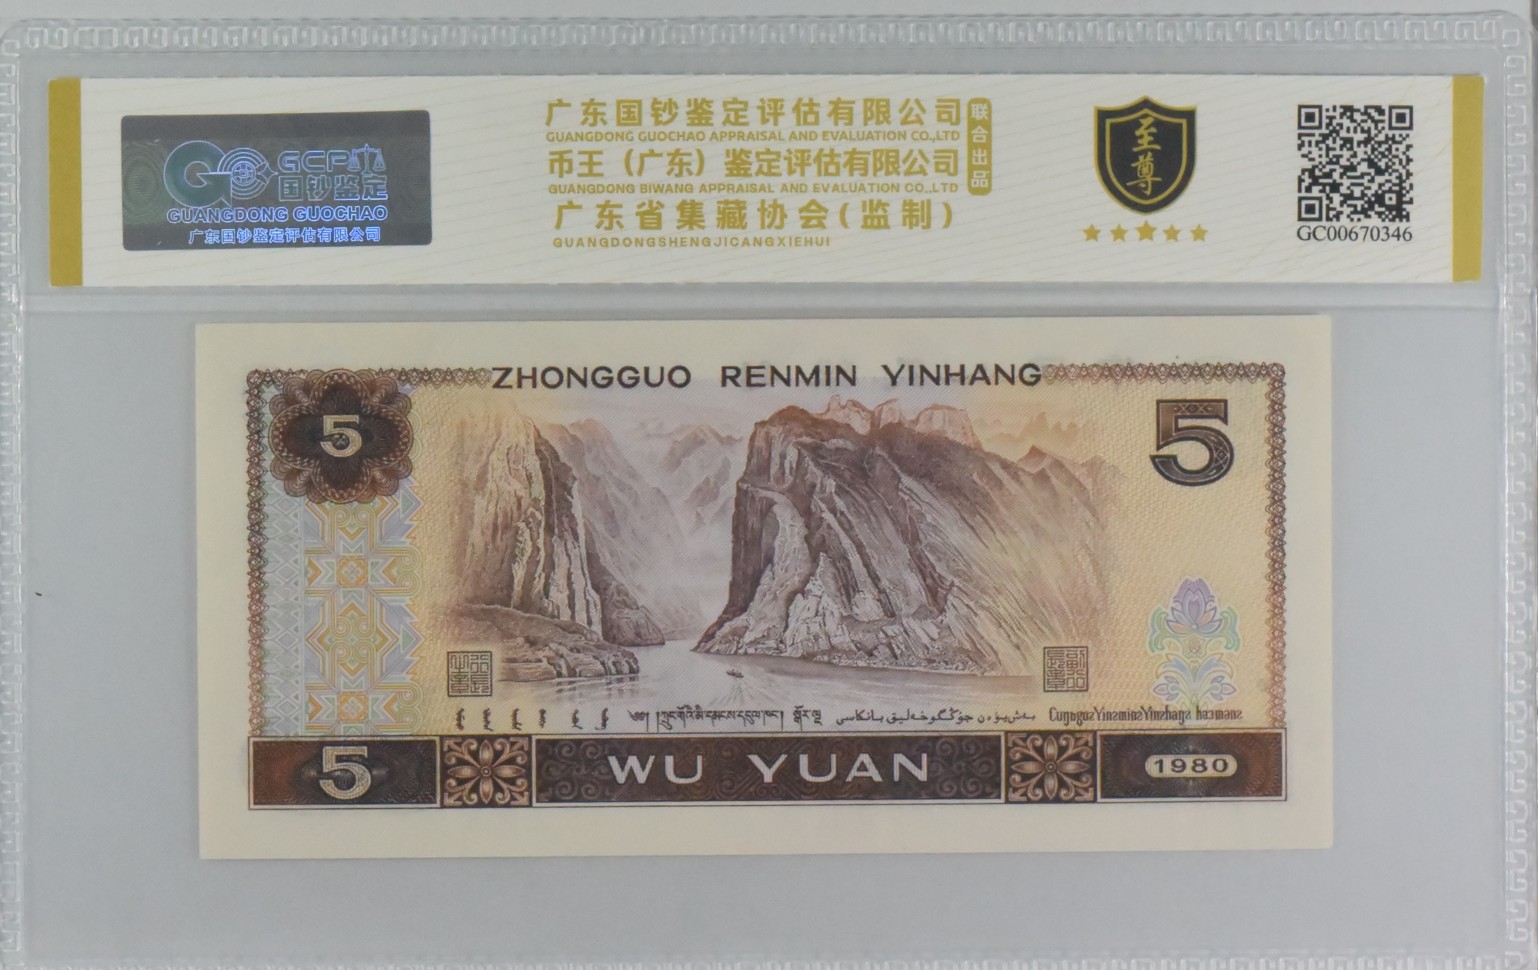 GCP
国钞鉴定
GUANGDONG GUOCHAO
广东国钞鉴定评估有限公司
广东国钞鉴定评估有限公司
GUANGDONG GUOCHAO APPRAISAL AND EVALUATION CO.,LTD
币王（广东）鉴定评估有限公司
GUANGDONG BIWANG APPRAISAL AND EVALUATION CO.,LTD
联合出品
广东省集藏协会(监制)
GUANGDONGSHENGJICANGXIEHUI
至尊
GC00670346
ZHONGGUO RENMIN YINHANG
5
5
5
WU YUAN
1980